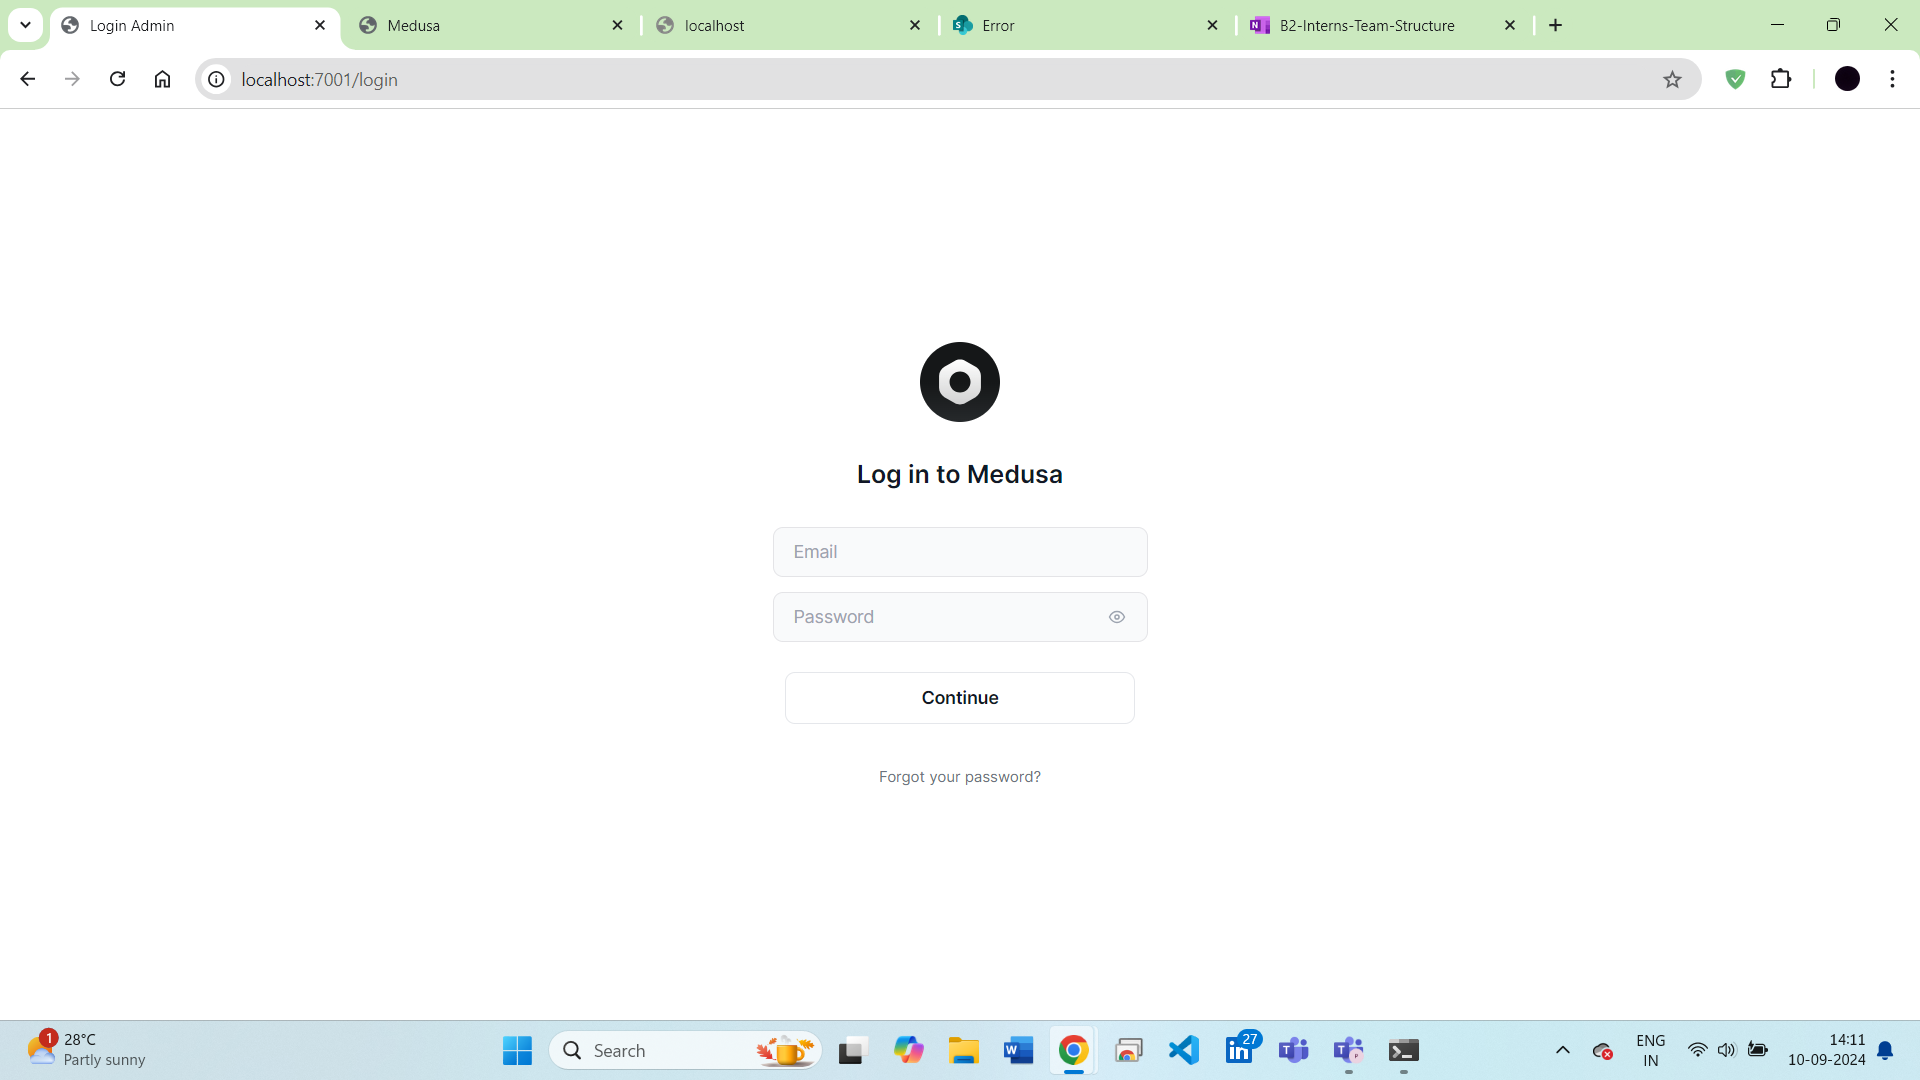 Login Admin
Medusa
localhost
Error
B2-Interns-Team-Structure
localhost:7001/login
Log in to Medusa
Email
Password
Continue
Forgot your password?
1
28°C
Partly sunny
Search
27
ENG
IN
14:11
10-09-2024